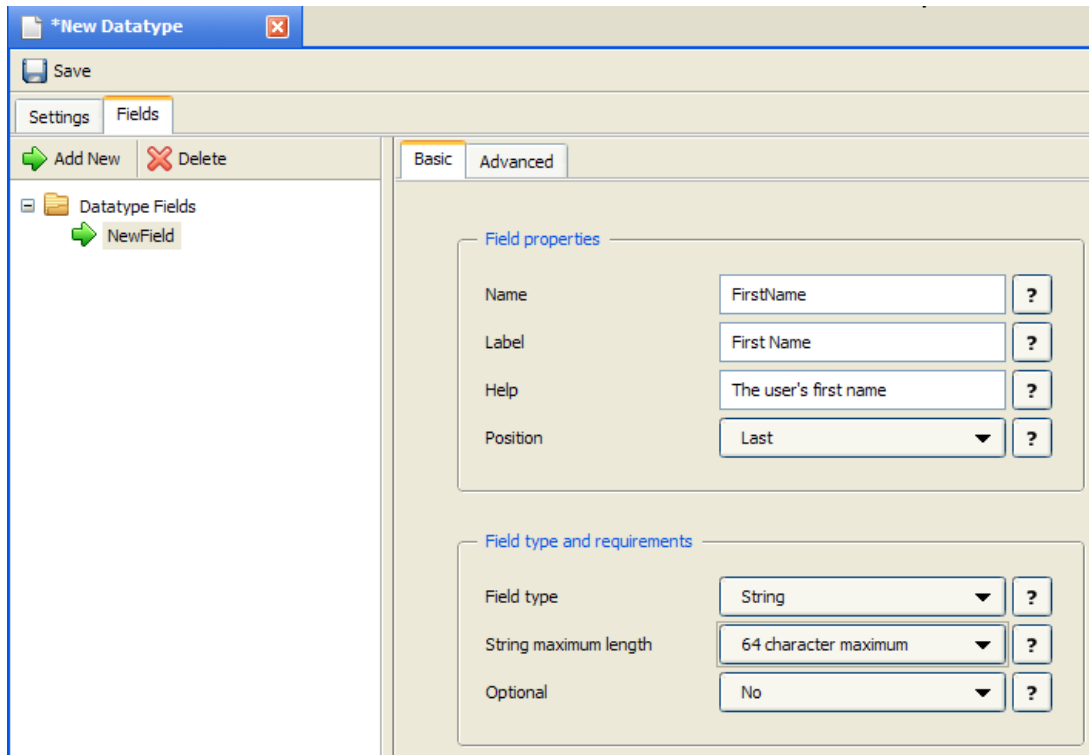 *New Datatype
Save
Settings Fields
Add New Delete
Basic Advanced
Datatype Fields
NewField
Field properties
Name FirstName ?
Label First Name ?
Help The user's first name ?
Position Last ?
Field type and requirements
Field type String ?
String maximum length 64 character maximum ?
Optional No ?